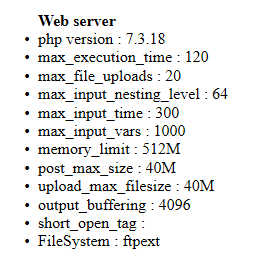 Web server
• php version : 7.3.18
• max_execution_time : 120
• max_file_uploads : 20
• max_input_nesting_level : 64
• max_input_time : 300
• max_input_vars : 1000
• memory_limit : 512M
• post_max_size : 40M
• upload_max_filesize : 40M
• output_buffering : 4096
• short_open_tag :
• FileSystem : ftpext